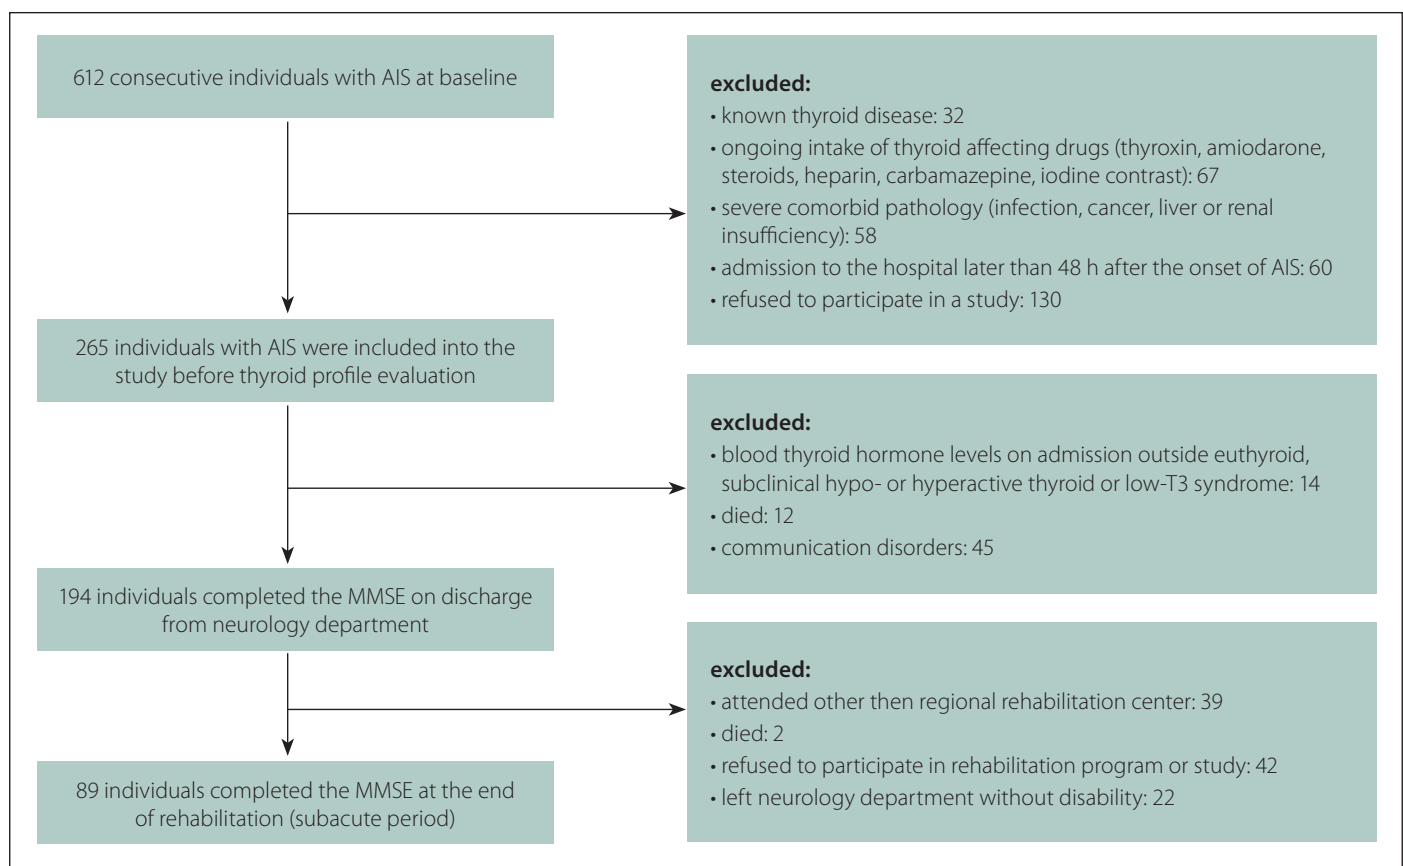 612 consecutive individuals with AIS at baseline
excluded:
• known thyroid disease: 32
• ongoing intake of thyroid affecting drugs (thyroxin, amiodarone,
steroids, heparin, carbamazepine, iodine contrast): 67
• severe comorbid pathology (infection, cancer, liver or renal
insufficiency): 58
• admission to the hospital later than 48 h after the onset of AIS: 60
• refused to participate in a study: 130
265 individuals with AIS were included into the
study before thyroid profile evaluation
excluded:
• blood thyroid hormone levels on admission outside euthyroid,
subclinical hypo- or hyperactive thyroid or low-T3 syndrome: 14
• died: 12
• communication disorders: 45
194 individuals completed the MMSE on discharge
from neurology department
excluded:
• attended other then regional rehabilitation center: 39
• died: 2
• refused to participate in rehabilitation program or study: 42
• left neurology department without disability: 22
89 individuals completed the MMSE at the end
of rehabilitation (subacute period)